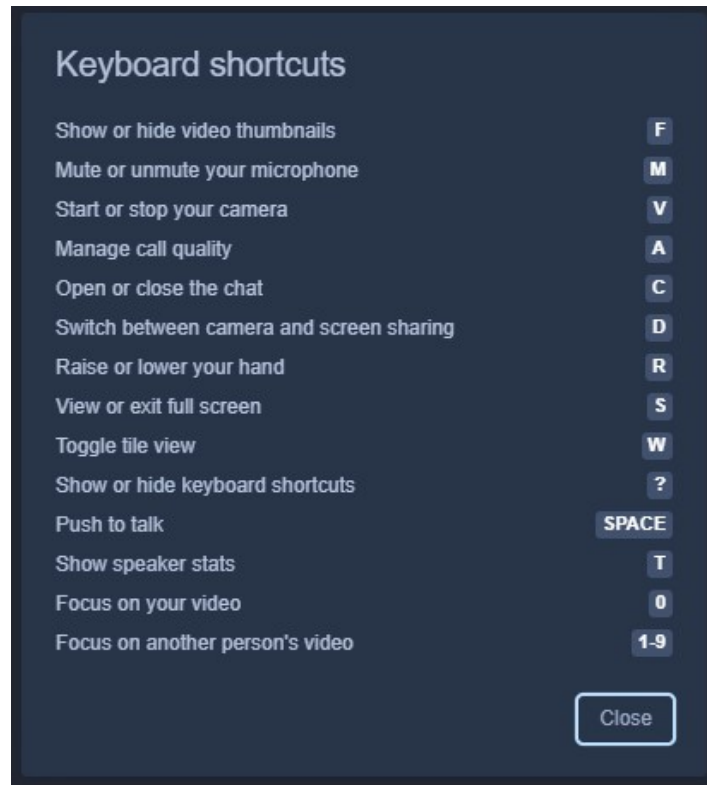 Keyboard shortcuts
Show or hide video thumbnails F
Mute or unmute your microphone M
Start or stop your camera V
Manage call quality A
Open or close the chat C
Switch between camera and screen sharing D
Raise or lower your hand R
View or exit full screen S
Toggle tile view W
Show or hide keyboard shortcuts ?
Push to talk SPACE
Show speaker stats T
Focus on your video 0
Focus on another person's video 1-9
Close